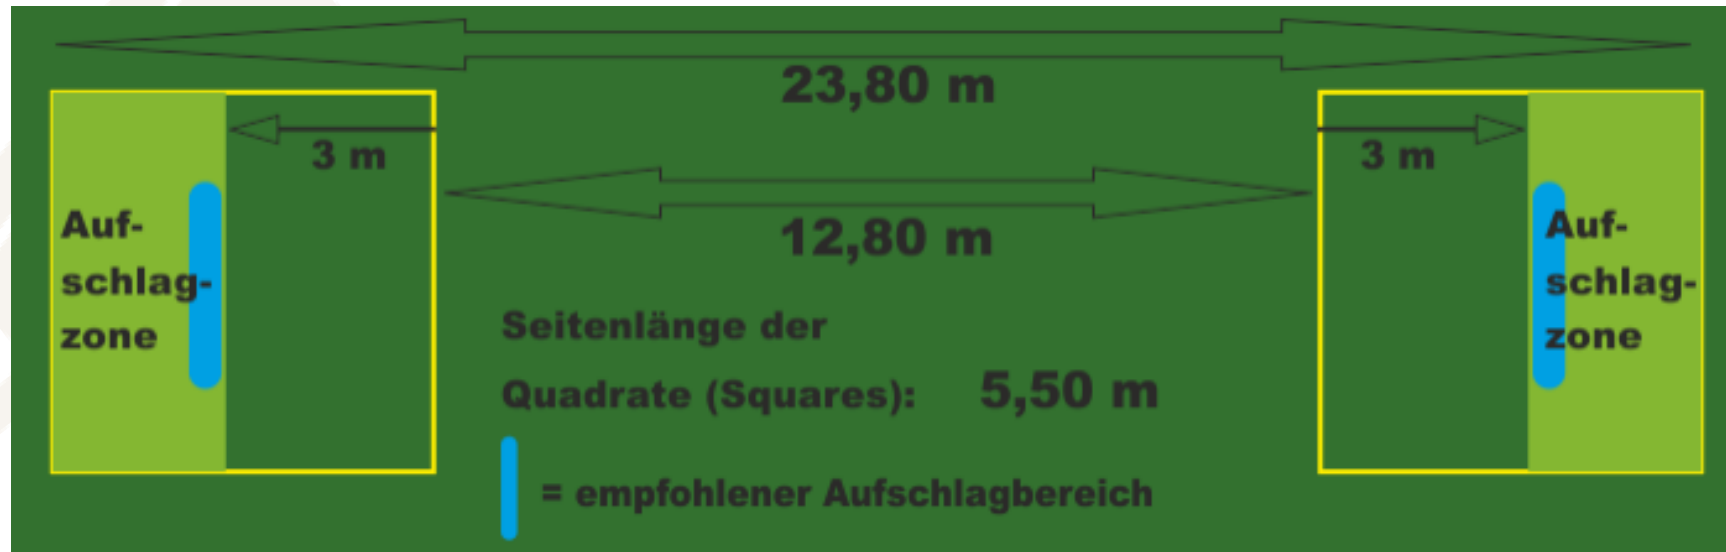 23,80 m
3 m
3 m
12,80 m
Auf-
schlag-
zone
Auf-
schlag-
zone
Seitenlänge der
Quadrate (Squares): 5,50 m
= empfohlener Aufschlagbereich